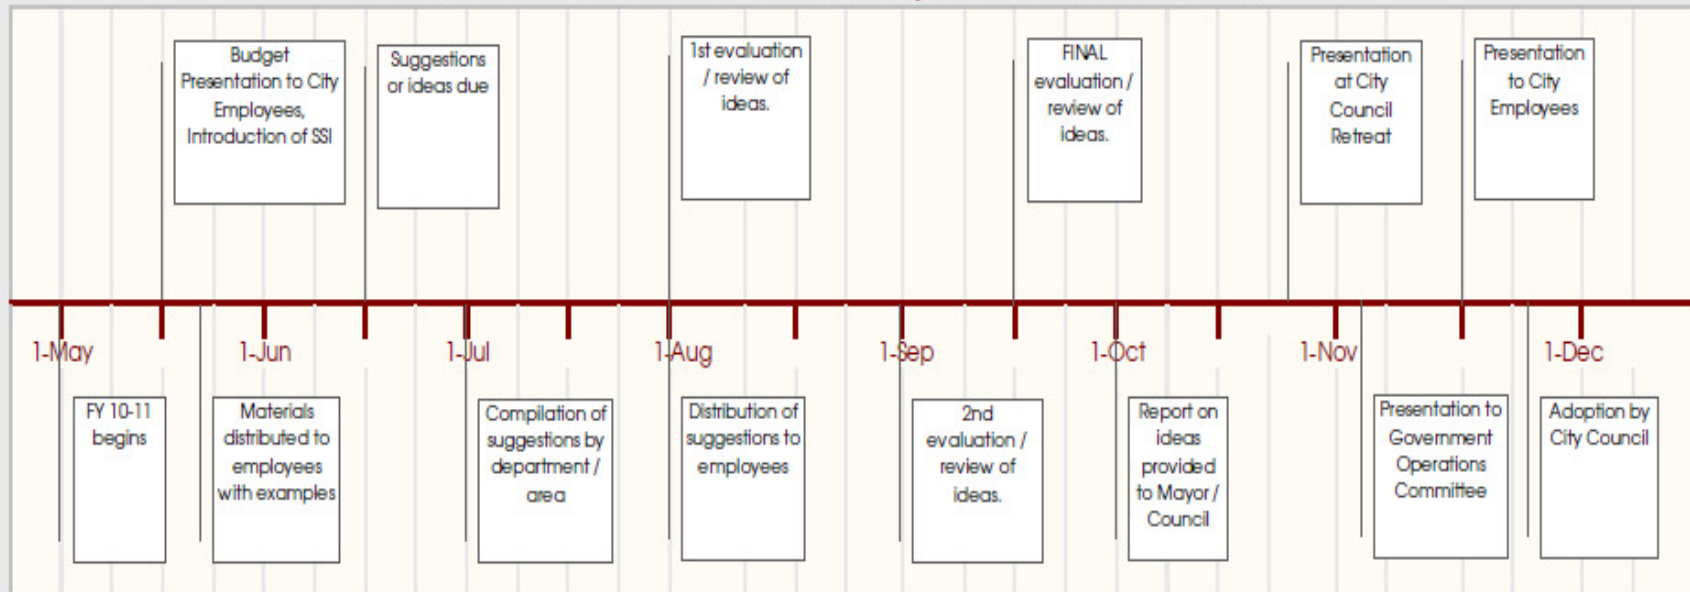 Budget
Presentation to City
Employees,
Introduction of SSI
Suggestions
or ideas due
1st evaluation
/ review of
ideas.
FINAL
evaluation /
review of
ideas.
Presentation
at City
Council
Retreat
Presentation
to City
Employees
1-May
1-Jun
1-Jul
1-Aug
1-Sep
1-Oct
1-Nov
1-Dec
FY 10-11
begins
Materials
distributed to
employees
with examples
Compilation of
suggestions by
department /
area
Distribution of
suggestions to
employees
2nd
evaluation /
review of
ideas.
Report on
ideas
provided
to Mayor /
Council
Presentation to
Government
Operations
Committee
Adoption by
City Council